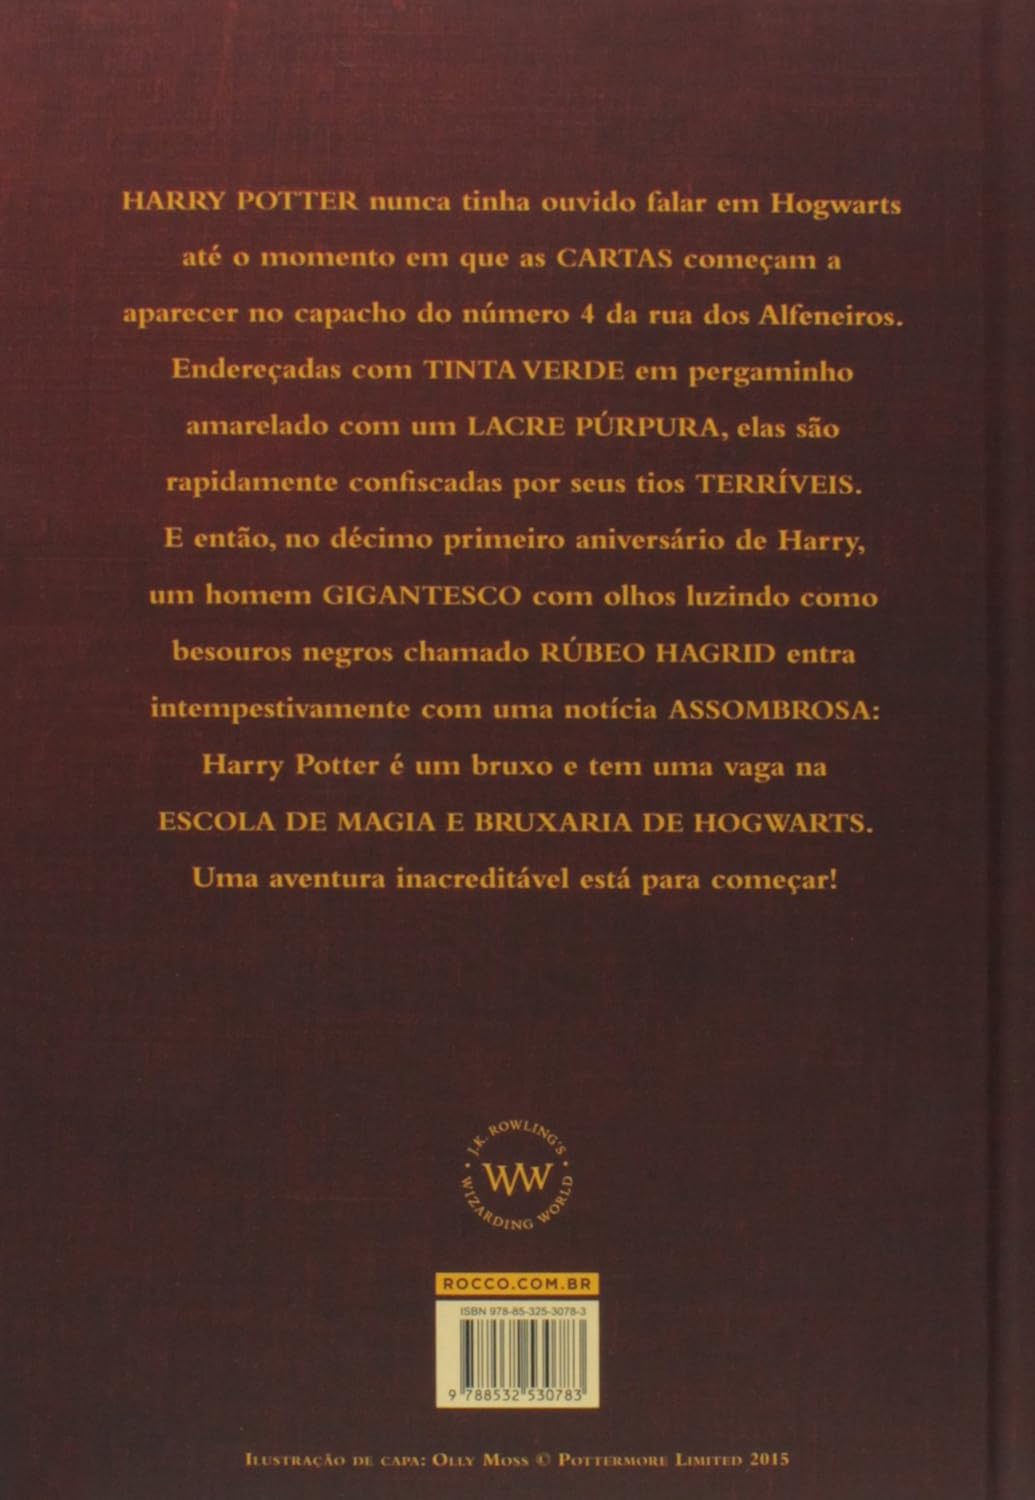 HARRY POTTER nunca tinha ouvido falar em Hogwarts
até o momento em que as CARTAS começam a
aparecer no capacho do número 4 da rua dos Alfeneiros.
Endereçadas com TINTA VERDE em pergaminho
amarelado com um LACRE PÚRPURA, elas são
rapidamente confiscadas por seus tios TERRÍVEIS.
E então, no décimo primeiro aniversário de Harry,
um homem GIGANTESCO com olhos luzindo como
besouros negros chamado RÚBEO HAGRID entra
intempestivamente com uma notícia ASSOMBROSA:
Harry Potter é um bruxo e tem uma vaga na
ESCOLA DE MAGIA E BRUXARIA DE HOGWARTS.
Uma aventura inacreditável está para começar!
J.K. ROWLING'S
WW
WIZARDING WORLD
ROCCO.COM.BR
ISBN 978-85-325-3078-3
9 788532 530783
ILUSTRAÇÃO DE CAPA: OLLY MOSS © POTTERMORE LIMITED 2015